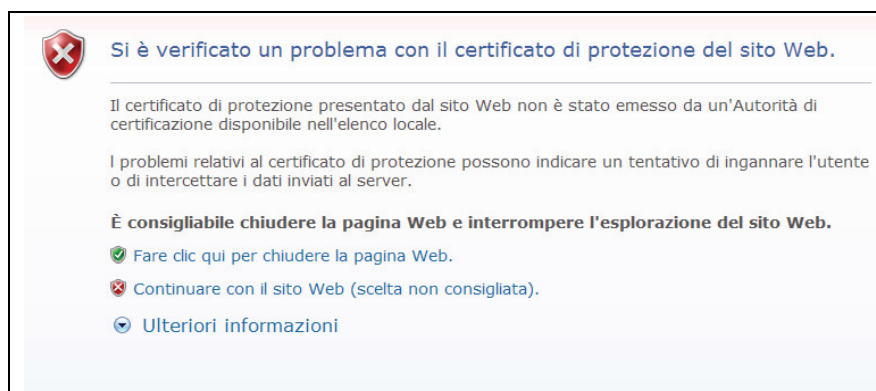 Si è verificato un problema con il certificato di protezione del sito Web.
Il certificato di protezione presentato dal sito Web non è stato emesso da un'Autorità di
certificazione disponibile nell'elenco locale.
I problemi relativi al certificato di protezione possono indicare un tentativo di ingannare l'utente
o di intercettare i dati inviati al server.
È consigliabile chiudere la pagina Web e interrompere l'esplorazione del sito Web.
Fare clic qui per chiudere la pagina Web.
Continuare con il sito Web (scelta non consigliata).
Ulteriori informazioni